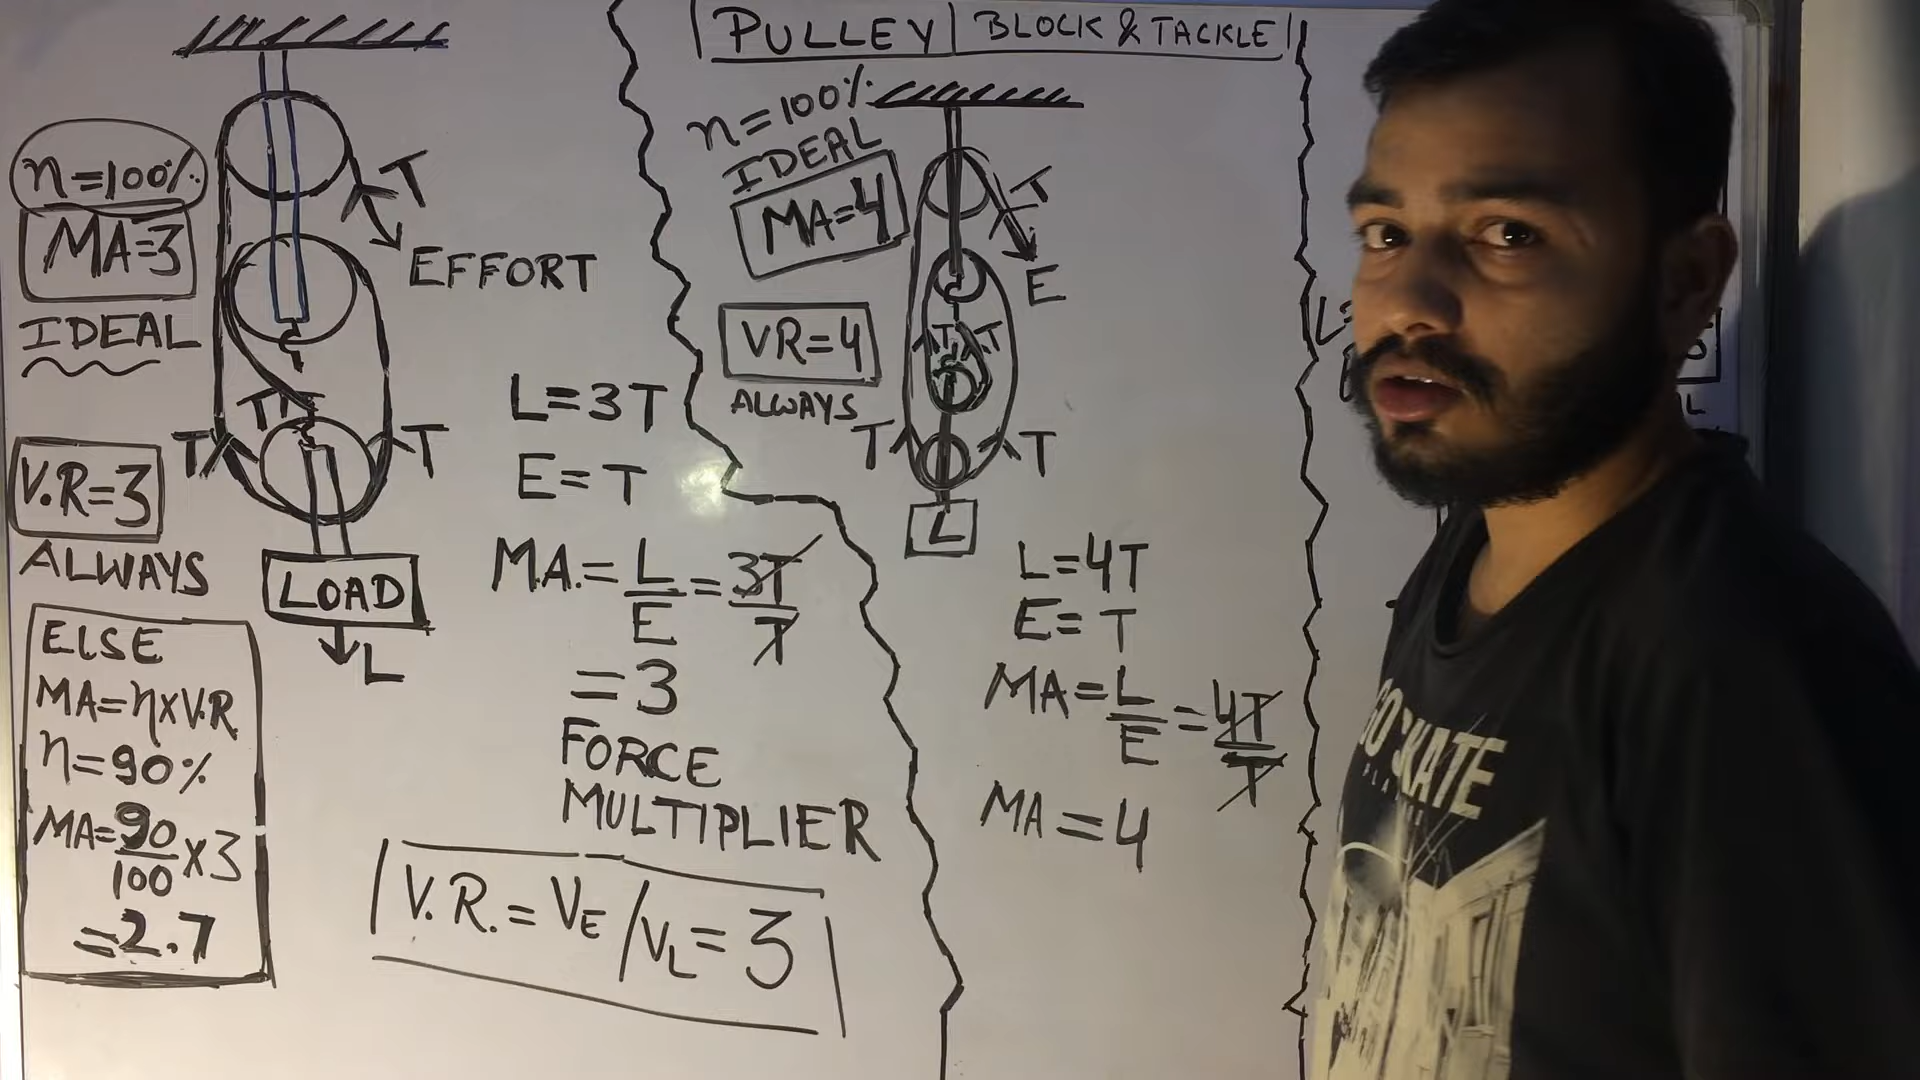 PULLEY | BLOCK & TACKLE
n=100%
MA=3
IDEAL
T
EFFORT
T
T
T
V.R=3
ALWAYS
LOAD
L
ELSE
MA=ηxV.R
η=90%
MA=90/100 x3
=2.7
L=3T
E=T
M.A.=L/E=3T/T
=3
FORCE
MULTIPLIER
V.R.=VE/VL=3
n=100%
IDEAL
MA=4
T
E
VR=4
ALWAYS
T T
T
T
L
L=4T
E=T
MA=L/E=4T/T
MA=4
L
GO SKATE